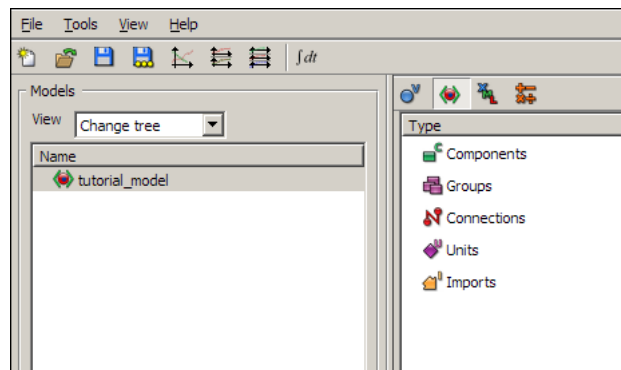 File Tools View Help
∫dt
Models
View Change tree
Name
tutorial_model
Type
Components
Groups
Connections
Units
Imports